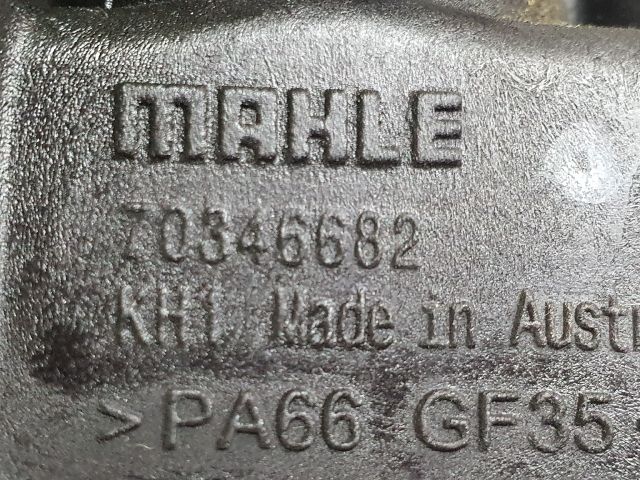 MAHLE
70346682
KH1 Made in Austr
>PA66 GF35